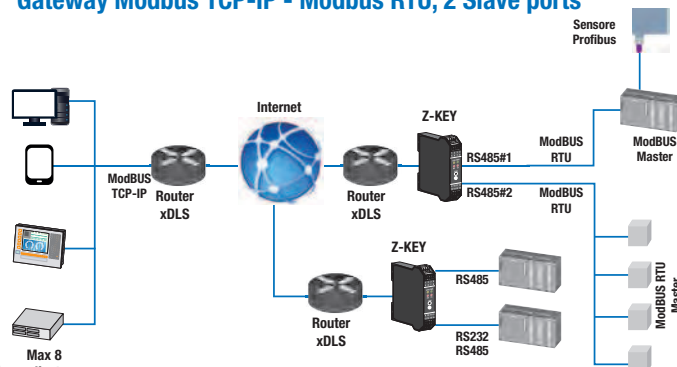 Gateway Modbus TCP-IP - Modbus RTU, 2 Slave ports
Sensore
Profibus
Internet
Z-KEY
ModBUS
RTU
RS485#1
ModBUS
Master
ModBUS
TCP-IP
Router
xDLS
Router
xDLS
RS485#2
ModBUS
RTU
Z-KEY
RS485
ModBUS RTU
Master
Router
xDLS
RS232
RS485
Max 8